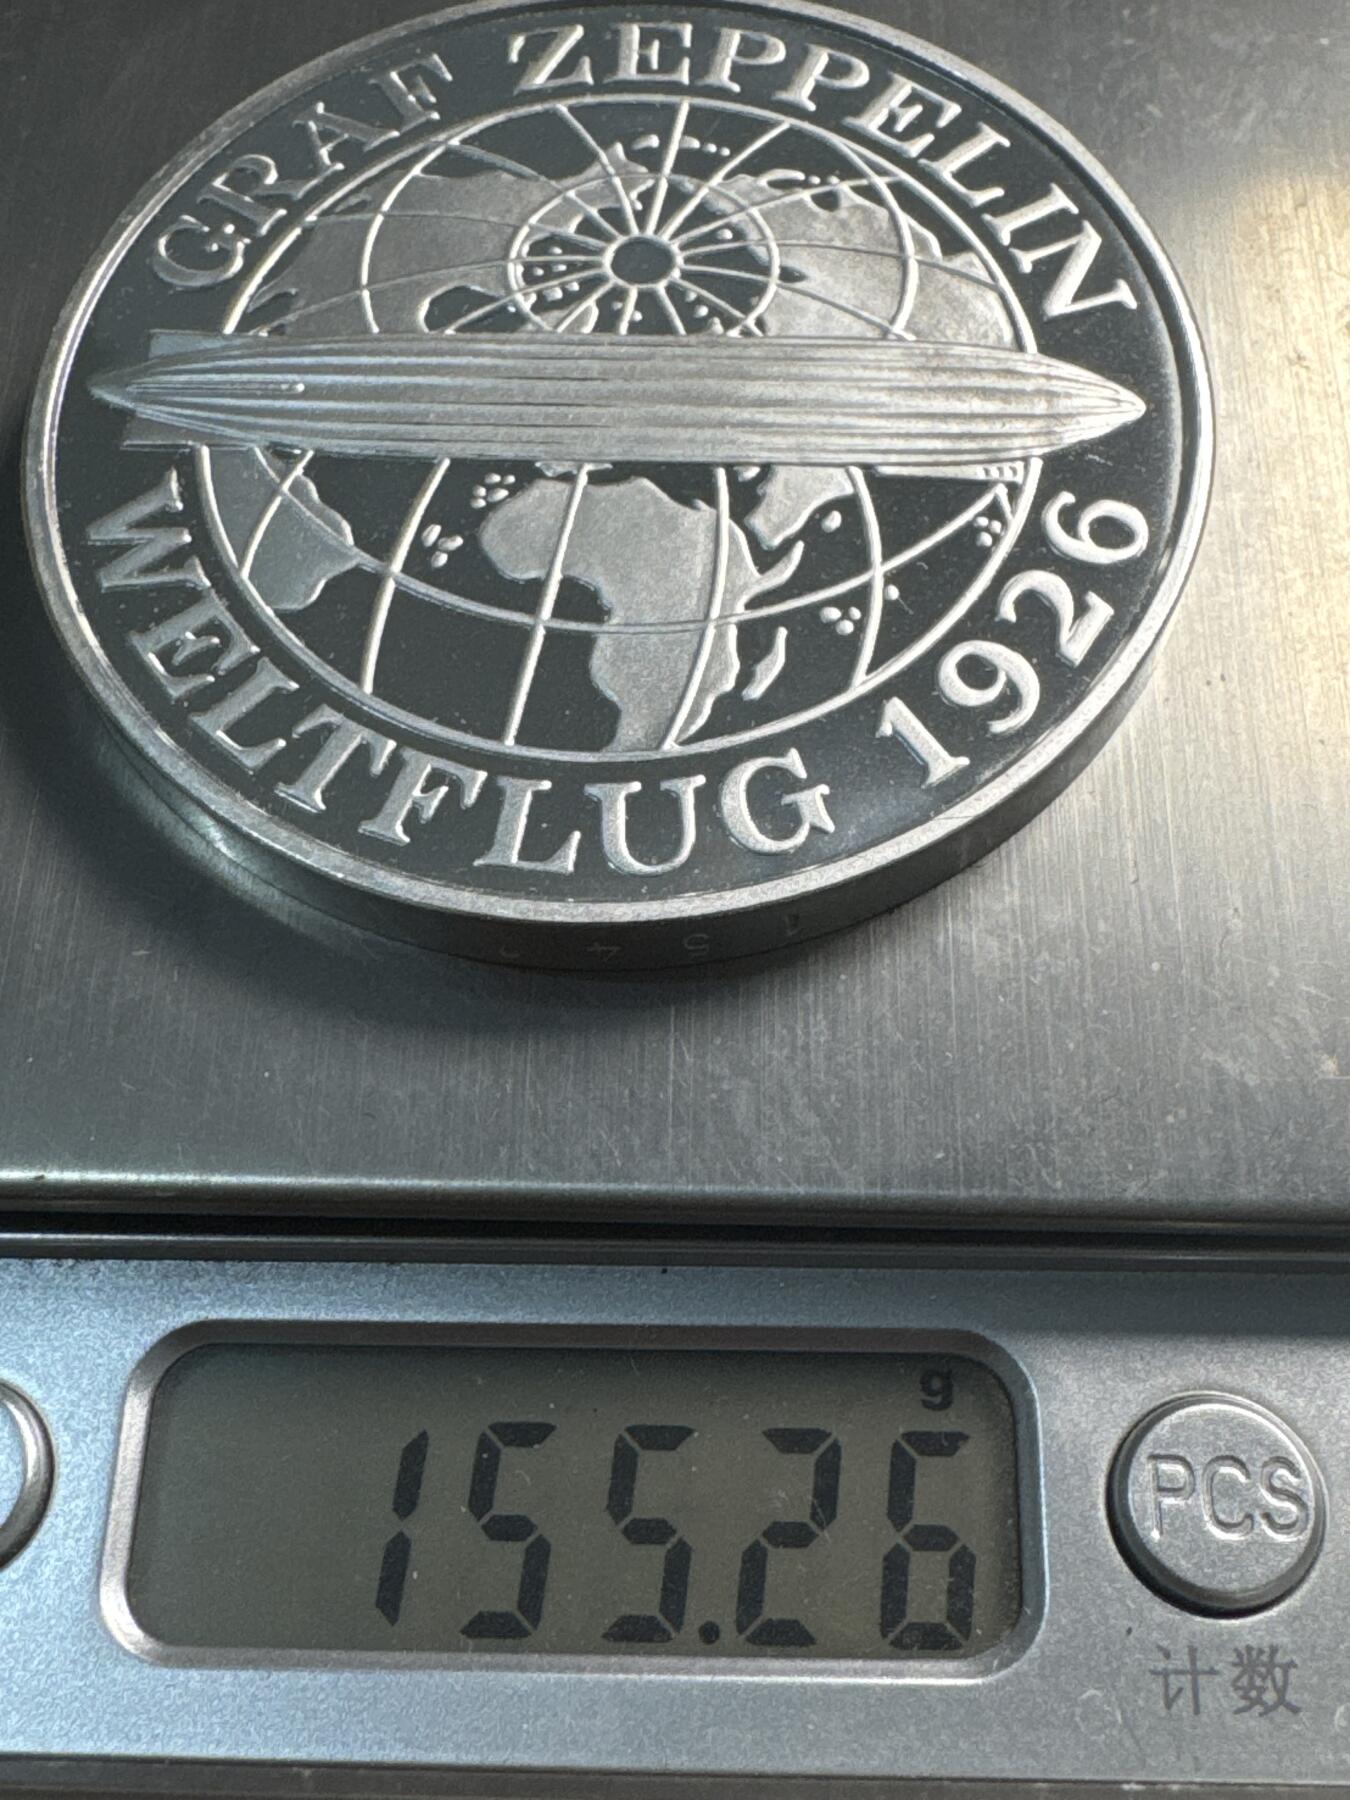 GRAF ZEPPELIN
WELTFLUG 1926
g
155.26
PCS
计数